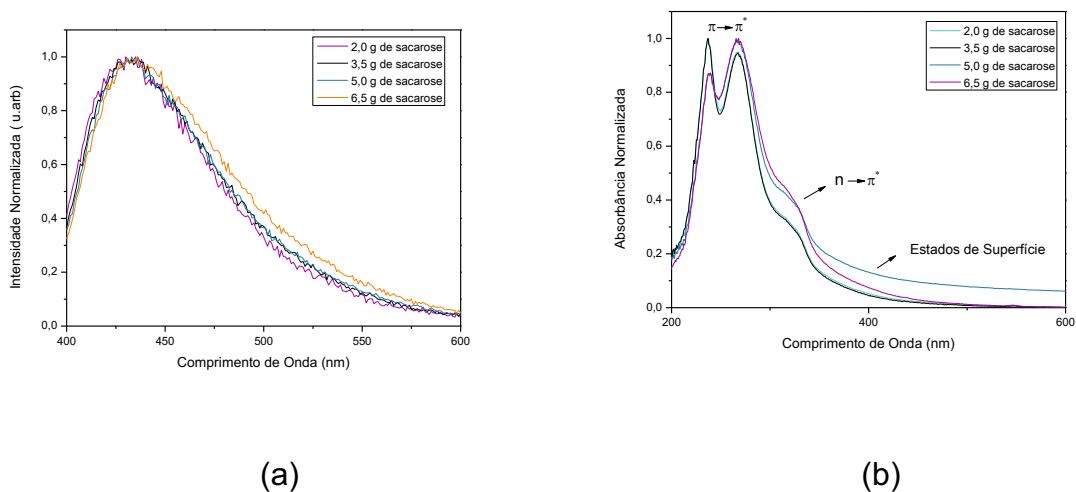 2,0 g de sacarose
3,5 g de sacarose
5,0 g de sacarose
6,5 g de sacarose
1,0
0,8
0,6
0,4
0,2
0,0
400
450
500
550
600
Intensidade Normalizada ( u.arb)
Comprimento de Onda (nm)
(a)
π → π*
2,0 g de sacarose
3,5 g de sacarose
5,0 g de sacarose
6,5 g de sacarose
n → π*
Estados de Superfície
1,0
0,8
0,6
0,4
0,2
0,0
200
400
600
Absorbância Normalizada
Comprimento de Onda (nm)
(b)